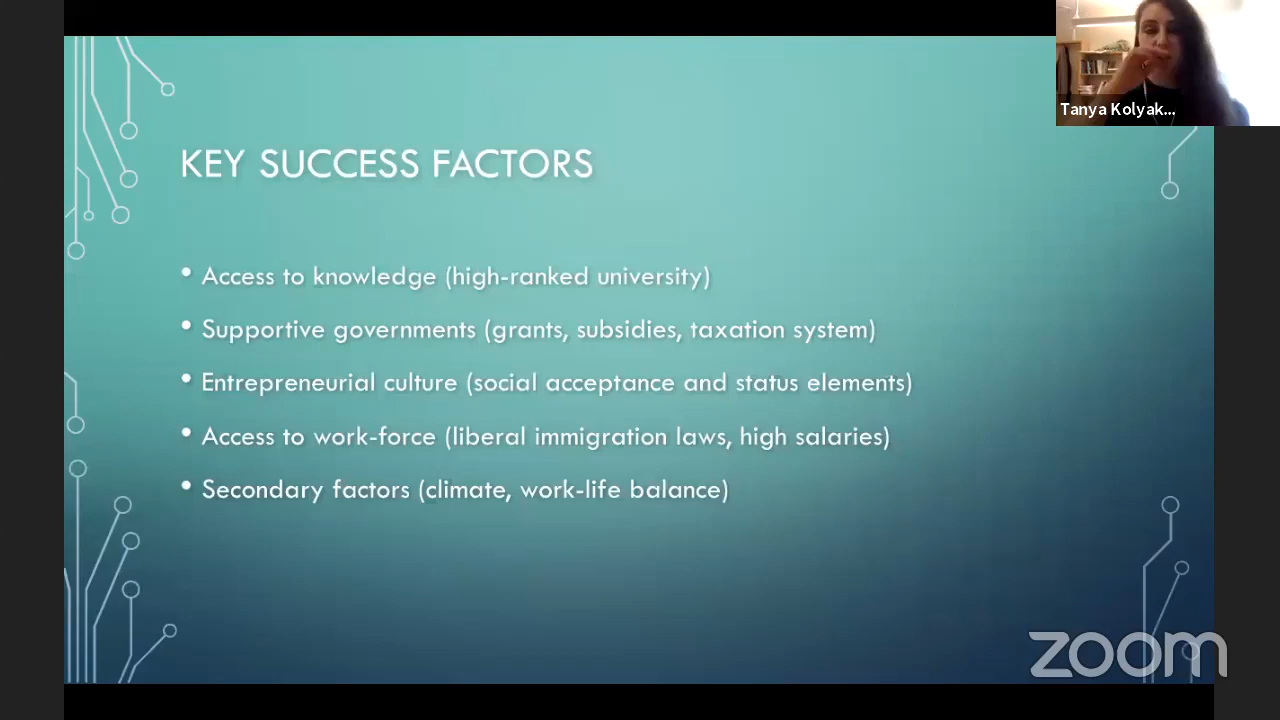 Tanya Kolyak...
KEY SUCCESS FACTORS
• Access to knowledge (high-ranked university)
• Supportive governments (grants, subsidies, taxation system)
• Entrepreneurial culture (social acceptance and status elements)
• Access to work-force (liberal immigration laws, high salaries)
• Secondary factors (climate, work-life balance)
zoom